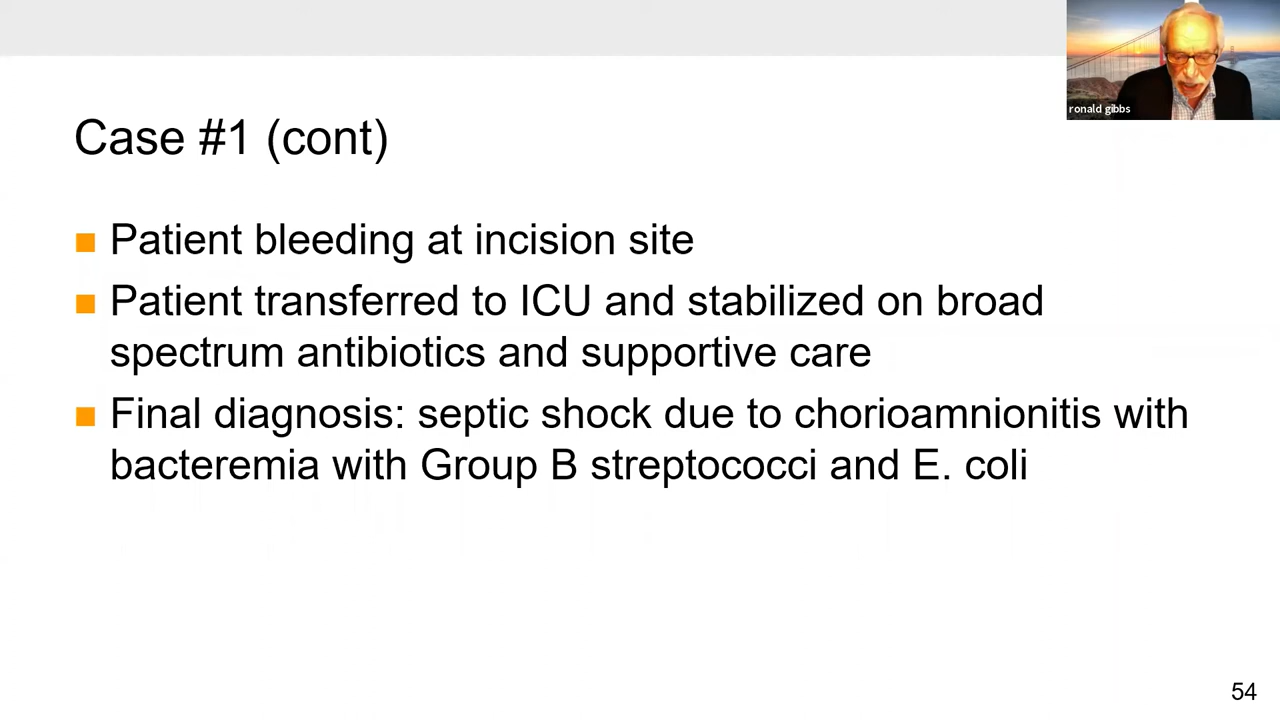 ronald gibbs
Case #1 (cont)
Patient bleeding at incision site
Patient transferred to ICU and stabilized on broad
spectrum antibiotics and supportive care
Final diagnosis: septic shock due to chorioamnionitis with
bacteremia with Group B streptococci and E. coli
54